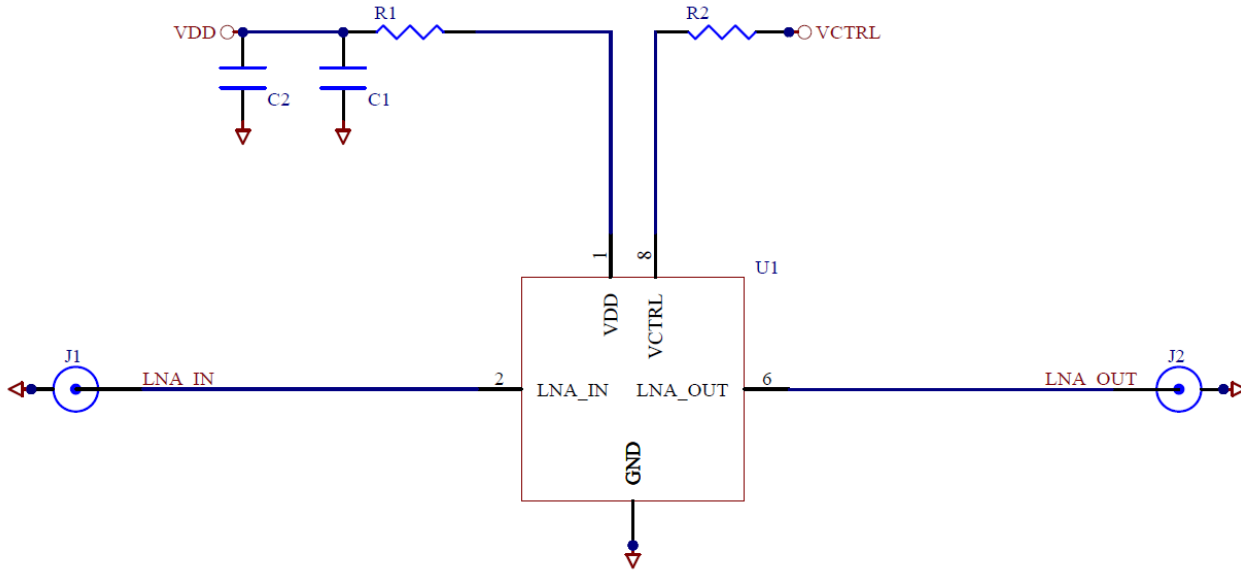 R1
R2
VDD
VCTRL
C2
C1
1
8
U1
VDD
VCTRL
J1
J2
LNA_IN
2
LNA_IN
LNA_OUT
6
LNA_OUT
GND